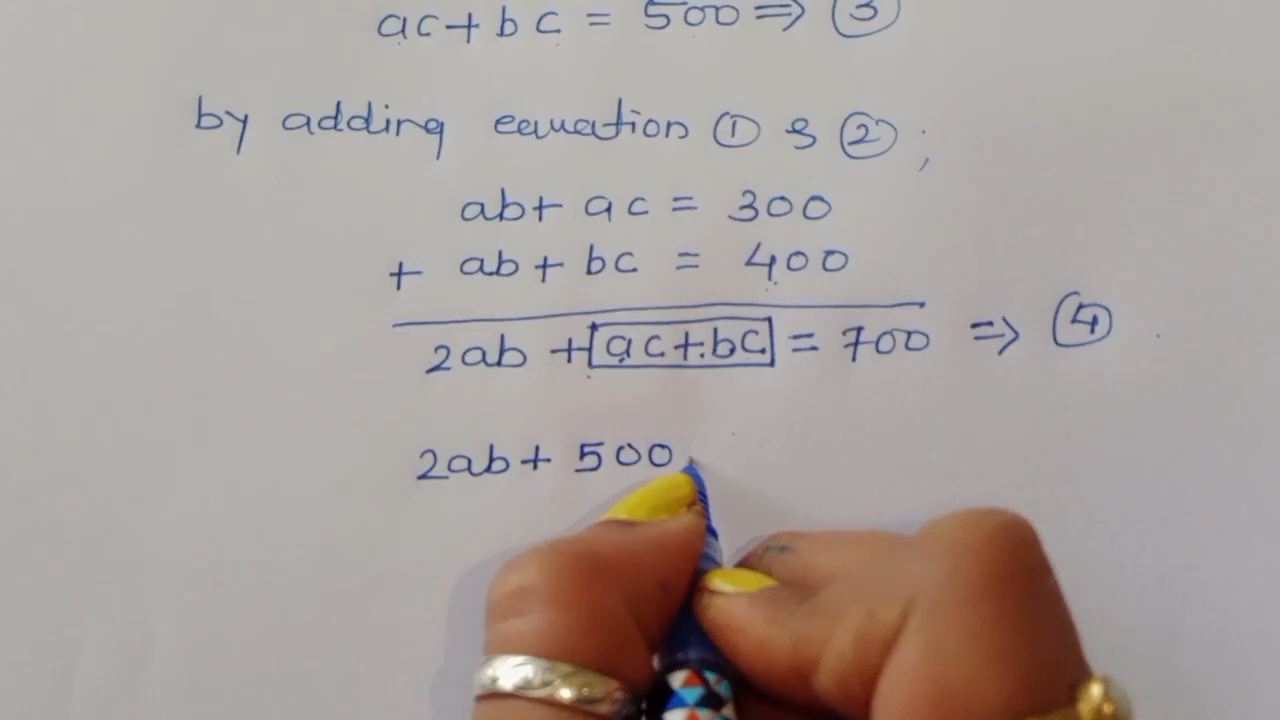 ac + bc = 500 ⇒ ③
by adding equation ① & ② ;
ab + ac = 300
+ ab + bc = 400
2ab + ac + bc = 700 ⇒ ④
2ab + 500